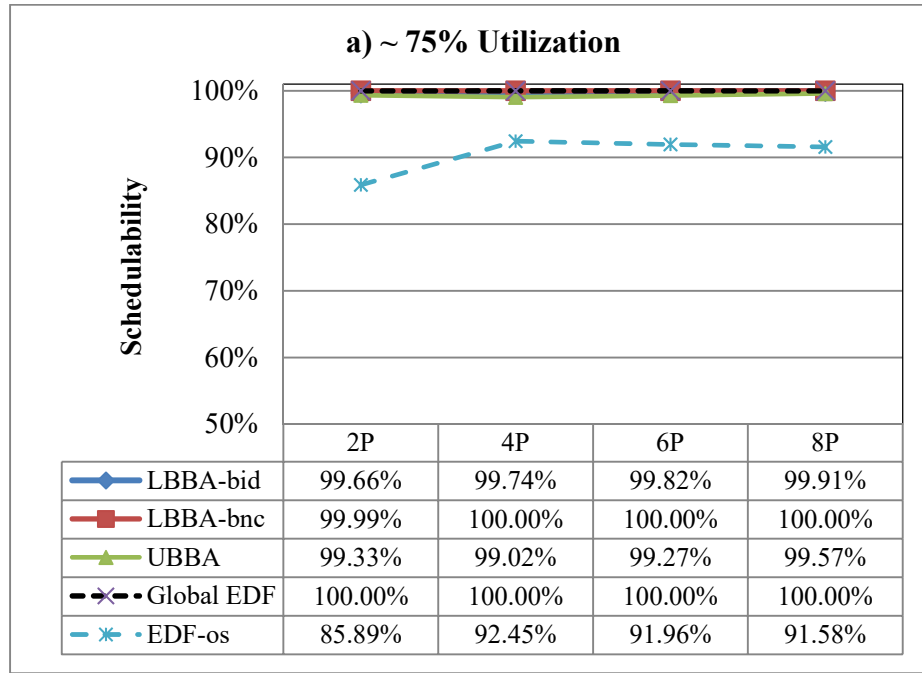 a) ~ 75% Utilization
Schedulability
100%
90%
80%
70%
60%
50%
2P 4P 6P 8P
LBBA-bid 99.66% 99.74% 99.82% 99.91%
LBBA-bnc 99.99% 100.00% 100.00% 100.00%
UBBA 99.33% 99.02% 99.27% 99.57%
Global EDF 100.00% 100.00% 100.00% 100.00%
EDF-os 85.89% 92.45% 91.96% 91.58%